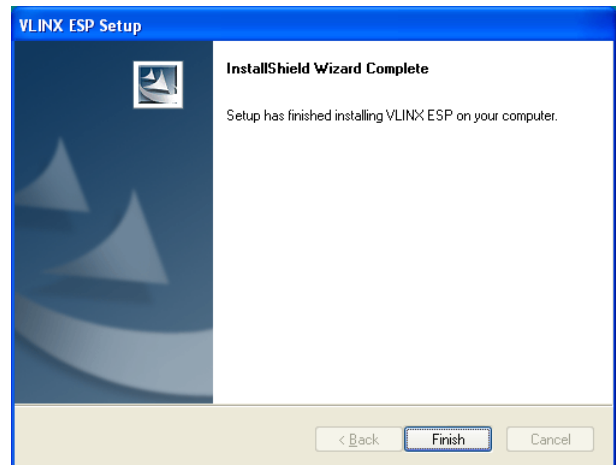 VLINX ESP Setup
InstallShield Wizard Complete
Setup has finished installing VLINX ESP on your computer.
< Back
Finish
Cancel